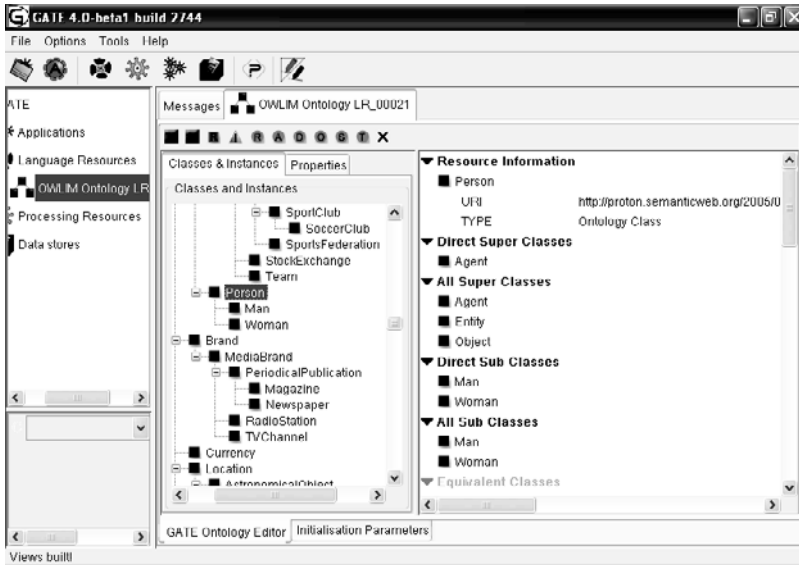 GATE 4.0-beta1 build 2744
File Options Tools Help
ATE
Applications
Language Resources
OWLIM Ontology LR
Processing Resources
Data stores
Messages OWLIM Ontology LR_00021
R A R A D O S T X
Classes & Instances Properties
Classes and Instances
SportClub
SoccerClub
SportsFederation
StockExchange
Team
Person
Man
Woman
Brand
MediaBrand
PeriodicalPublication
Magazine
Newspaper
RadioStation
TVChannel
Currency
Location
AstronomicalObject
Resource Information
Person
URI http://proton.semanticweb.org/2005/0
TYPE Ontology Class
Direct Super Classes
Agent
All Super Classes
Agent
Entity
Object
Direct Sub Classes
Man
Woman
All Sub Classes
Man
Woman
Equivalent Classes
GATE Ontology Editor Initialisation Parameters
Views built!